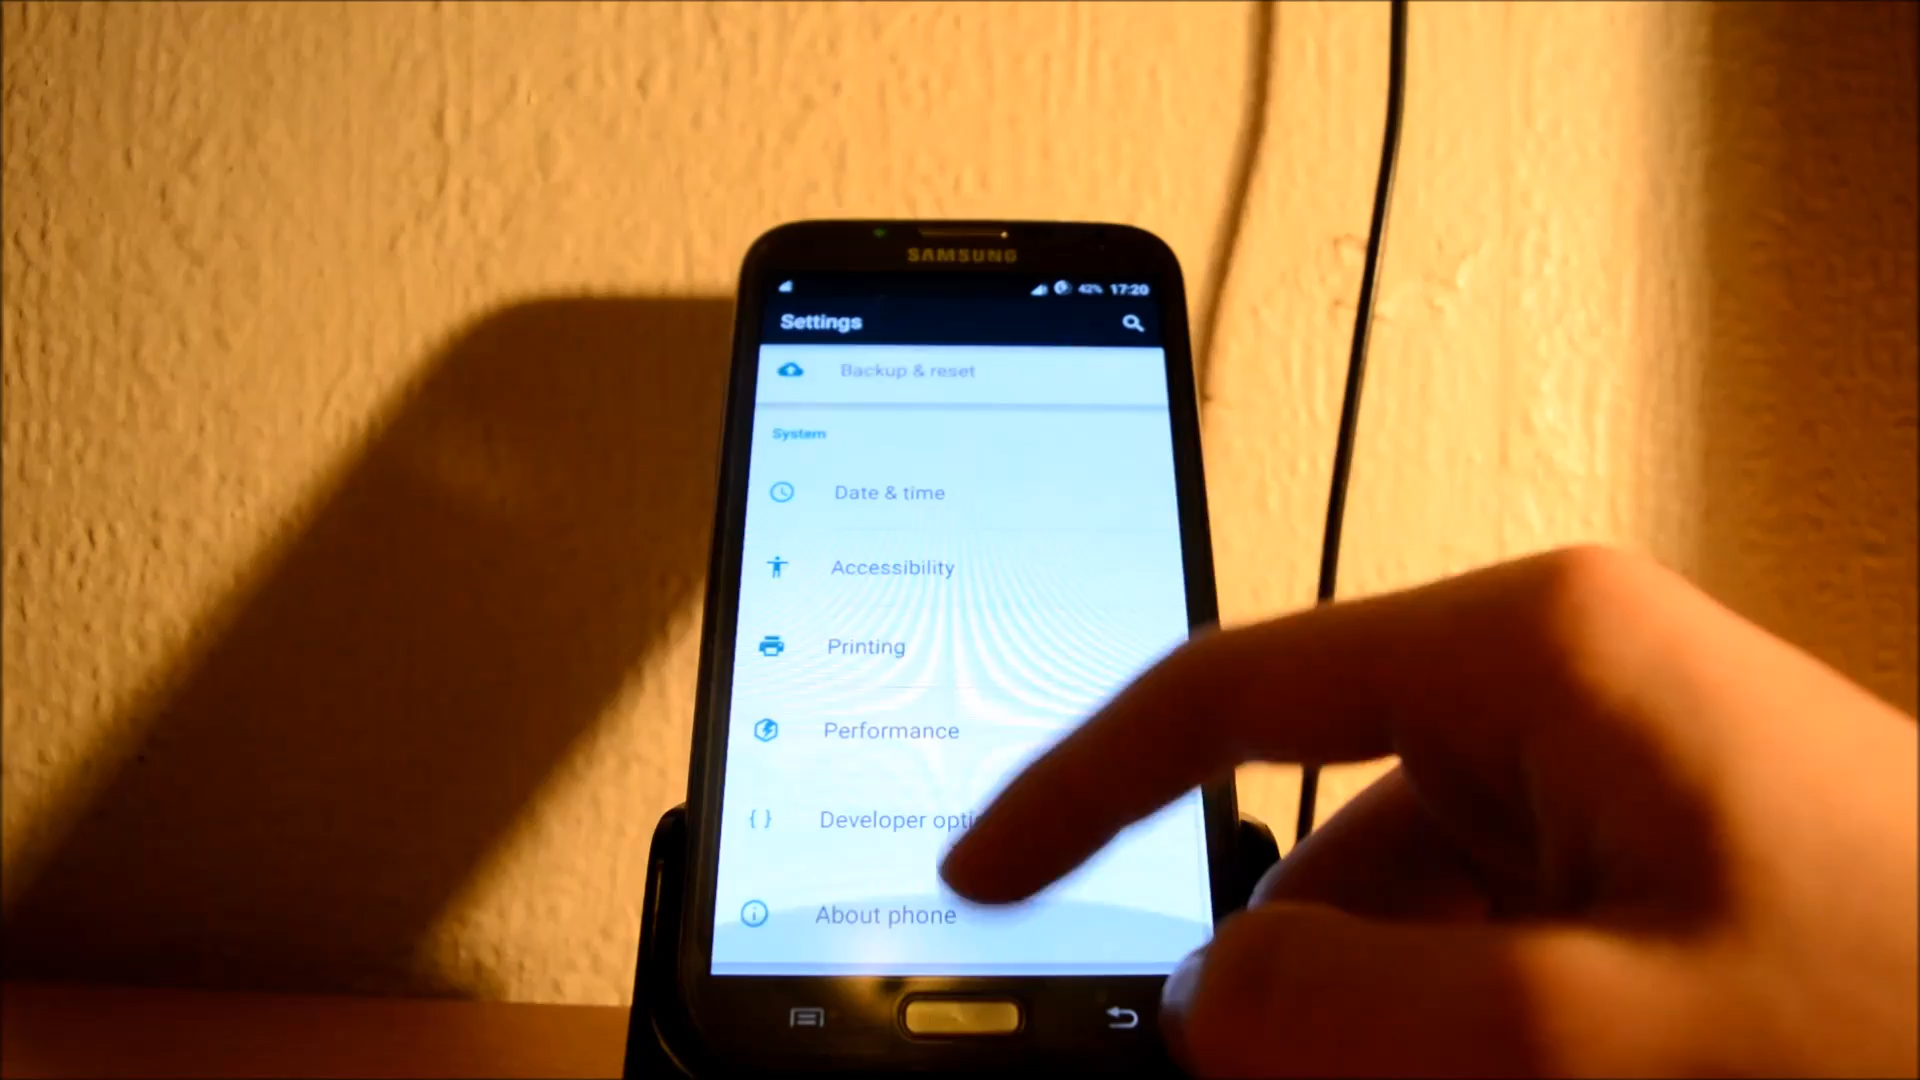 SAMSUNG
42% 17:20
Settings
Backup & reset
System
Date & time
Accessibility
Printing
Performance
Developer opti
About phone